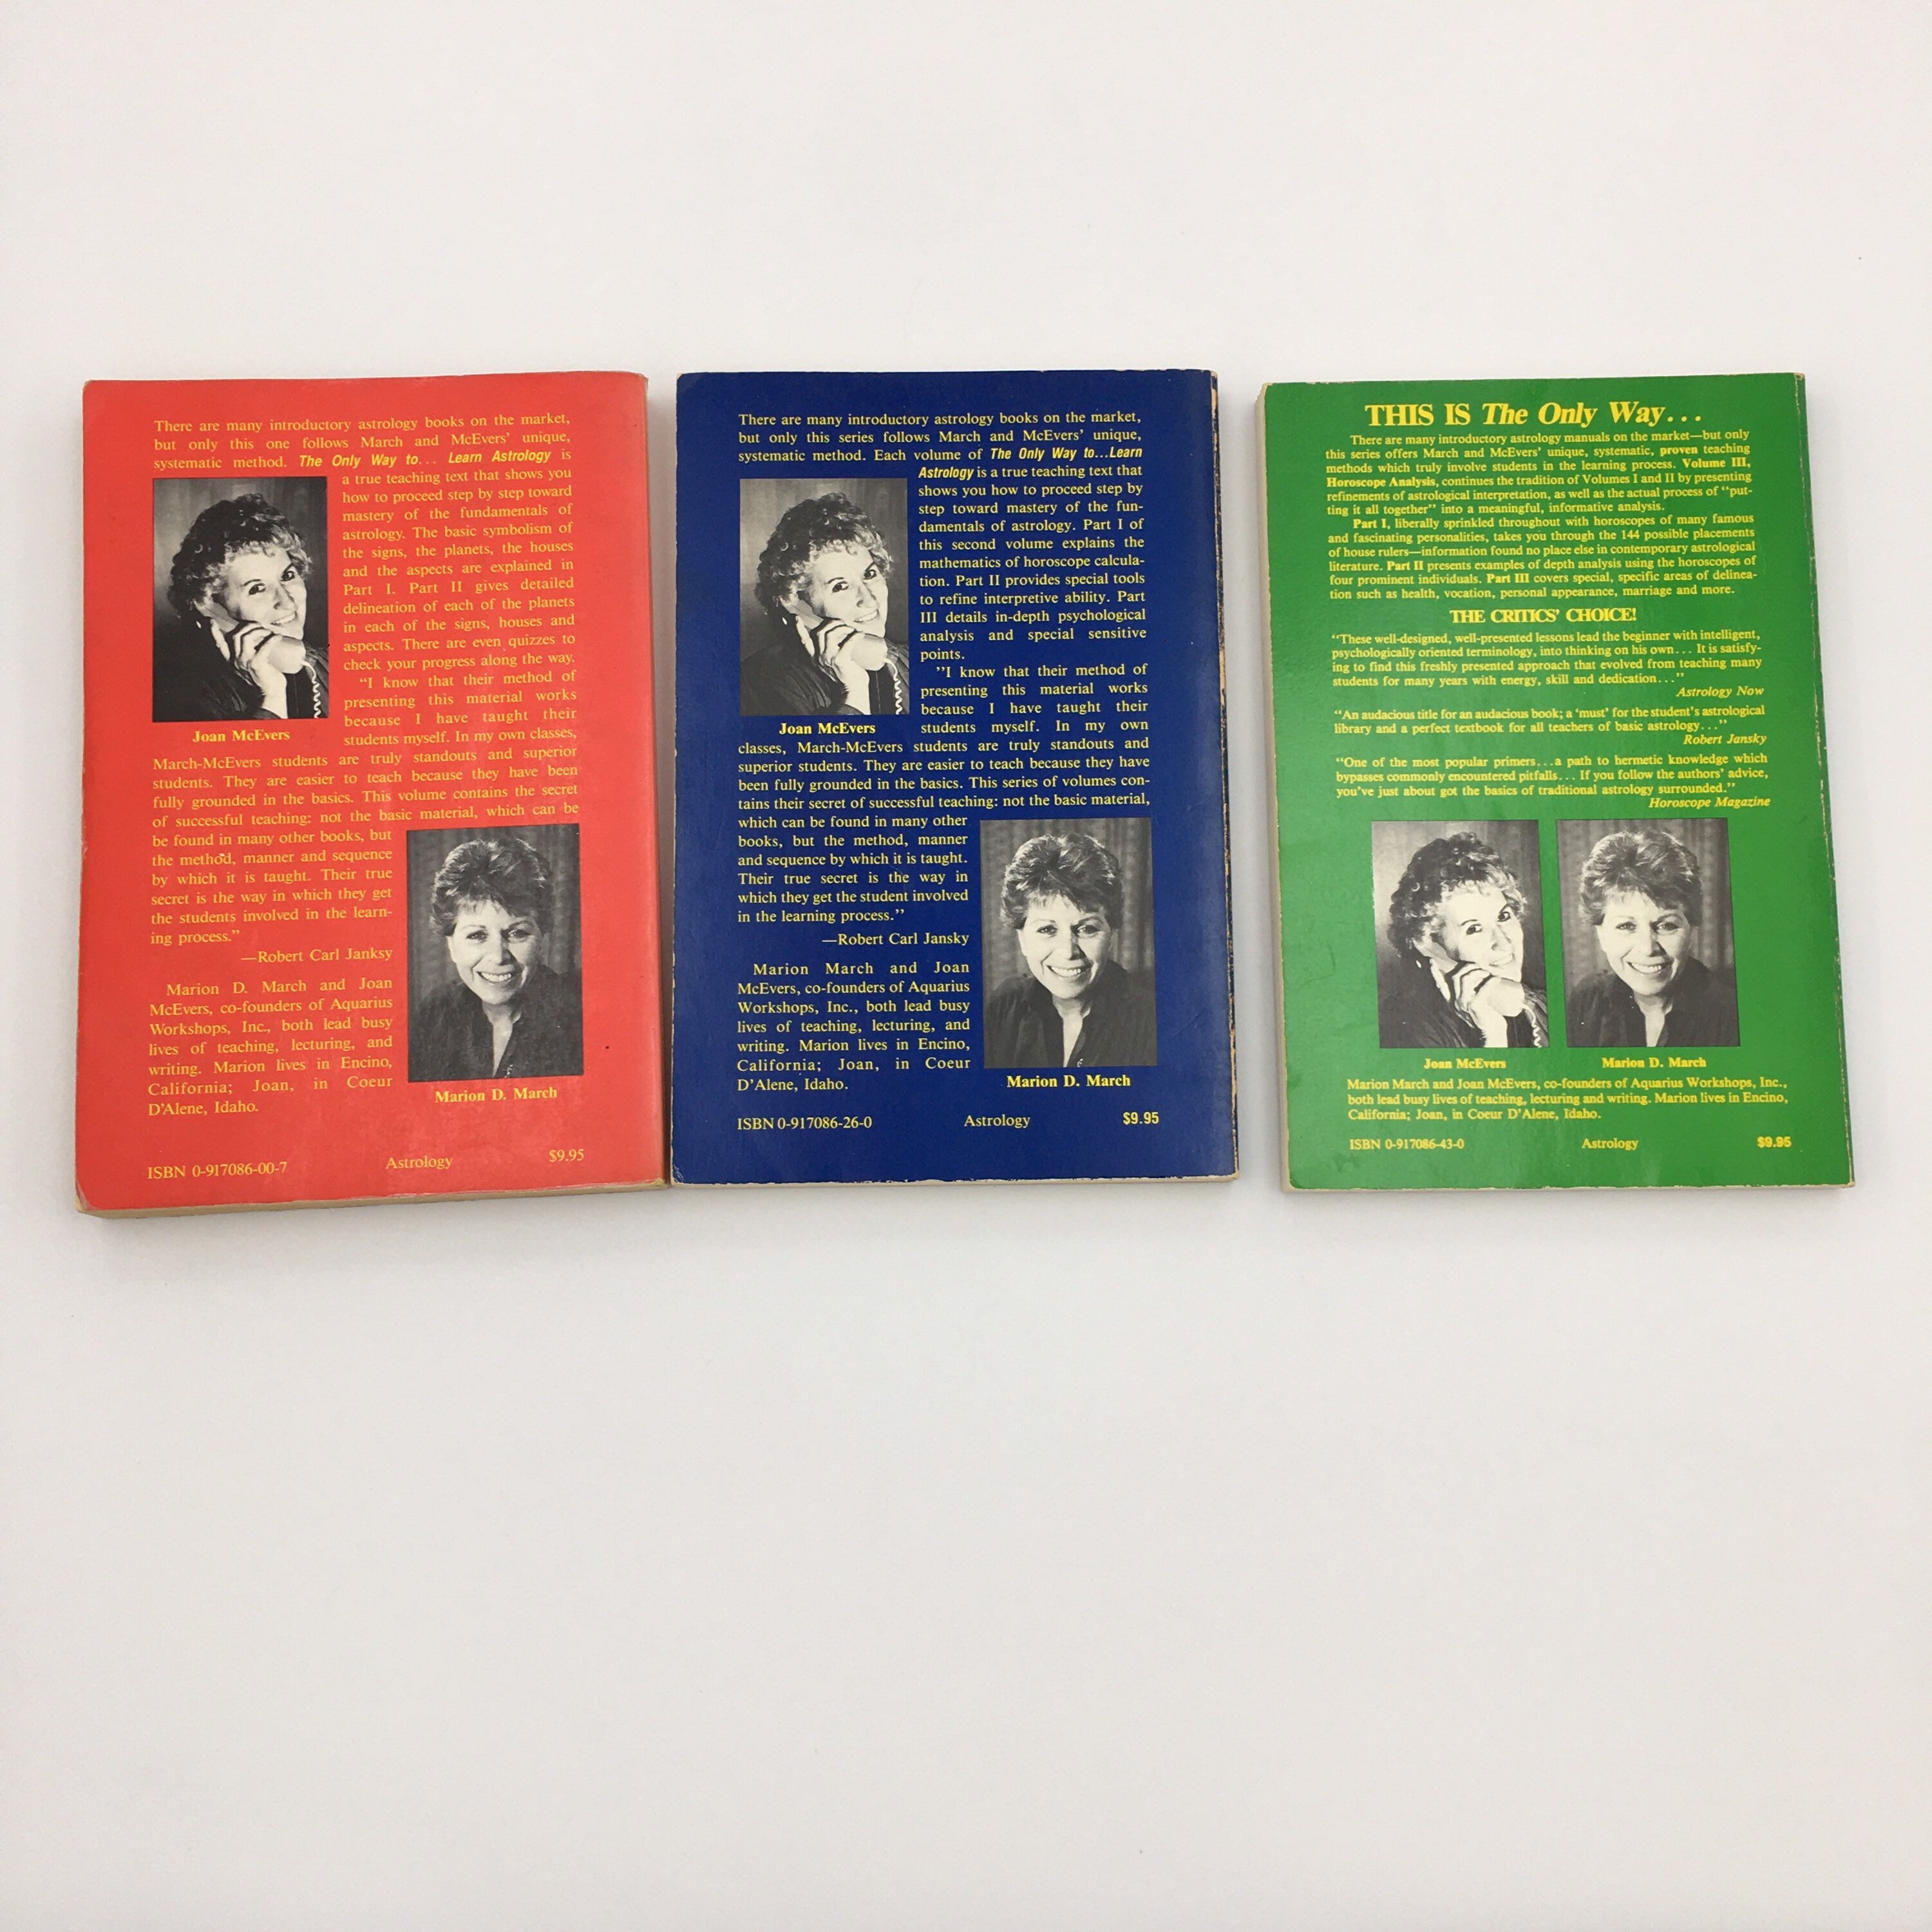 There are many introductory astrology books on the market,
but only this one follows March and McEvers' unique,
systematic method. The Only Way to... Learn Astrology is
a true teaching text that shows you
how to proceed step by step toward
mastery of the fundamentals of
astrology. The basic symbolism of
the signs, the planets, the houses
and the aspects are explained in
Part I. Part II gives detailed
delineation of each of the planets
in each of the signs, houses and
aspects. There are even quizzes to
check your progress along the way.
"I know that their method of
presenting this material works
because I have taught their
students myself. In my own classes,
Joan McEvers
March-McEvers students are truly standouts and superior
students. They are easier to teach because they have been
fully grounded in the basics. This volume contains the secret
of successful teaching: not the basic material, which can be
be found in many other books, but
the method, manner and sequence
by which it is taught. Their true
secret is the way in which they get
the students involved in the learn-
ing process."
—Robert Carl Janksy
Marion D. March and Joan
McEvers, co-founders of Aquarius
Workshops, Inc., both lead busy
lives of teaching, lecturing, and
writing. Marion lives in Encino,
California; Joan, in Coeur
D'Alene, Idaho.
Marion D. March
ISBN 0-917086-00-7 Astrology $9.95
There are many introductory astrology books on the market,
but only this series follows March and McEvers' unique,
systematic method. Each volume of The Only Way to...Learn
Astrology is a true teaching text that
shows you how to proceed step by
step toward mastery of the fun-
damentals of astrology. Part I of
this second volume explains the
mathematics of horoscope calcula-
tion. Part II provides special tools
to refine interpretive ability. Part
III details in-depth psychological
analysis and special sensitive
points.
"I know that their method of
presenting this material works
because I have taught their
students myself. In my own
Joan McEvers
classes, March-McEvers students are truly standouts and
superior students. They are easier to teach because they have
been fully grounded in the basics. This series of volumes con-
tains their secret of successful teaching: not the basic material,
which can be found in many other
books, but the method, manner
and sequence by which it is taught.
Their true secret is the way in
which they get the student involved
in the learning process."
—Robert Carl Jansky
Marion March and Joan
McEvers, co-founders of Aquarius
Workshops, Inc., both lead busy
lives of teaching, lecturing, and
writing. Marion lives in Encino,
California; Joan, in Coeur
D'Alene, Idaho.
Marion D. March
ISBN 0-917086-26-0 Astrology $9.95
THIS IS The Only Way...
There are many introductory astrology manuals on the market—but only
this series offers March and McEvers' unique, systematic, proven teaching
methods which truly involve students in the learning process. Volume III,
Horoscope Analysis, continues the tradition of Volumes I and II by presenting
refinements of astrological interpretation, as well as the actual process of "put-
ting it all together" into a meaningful, informative analysis.
Part I, liberally sprinkled throughout with horoscopes of many famous
and fascinating personalities, takes you through the 144 possible placements
of house rulers—information found no place else in contemporary astrological
literature. Part II presents examples of depth analysis using the horoscopes of
four prominent individuals. Part III covers special, specific areas of delinea-
tion such as health, vocation, personal appearance, marriage and more.
THE CRITICS' CHOICE!
"These well-designed, well-presented lessons lead the beginner with intelligent,
psychologically oriented terminology, into thinking on his own... It is satisfy-
ing to find this freshly presented approach that evolved from teaching many
students for many years with energy, skill and dedication..."
Astrology Now
"An audacious title for an audacious book; a 'must' for the student's astrological
library and a perfect textbook for all teachers of basic astrology..."
Robert Jansky
"One of the most popular primers...a path to hermetic knowledge which
bypasses commonly encountered pitfalls... If you follow the authors' advice,
you've just about got the basics of traditional astrology surrounded."
Horoscope Magazine
Joan McEvers Marion D. March
Marion March and Joan McEvers, co-founders of Aquarius Workshops, Inc.,
both lead busy lives of teaching, lecturing and writing. Marion lives in Encino,
California; Joan, in Coeur D'Alene, Idaho.
ISBN 0-917086-43-0 Astrology $9.95